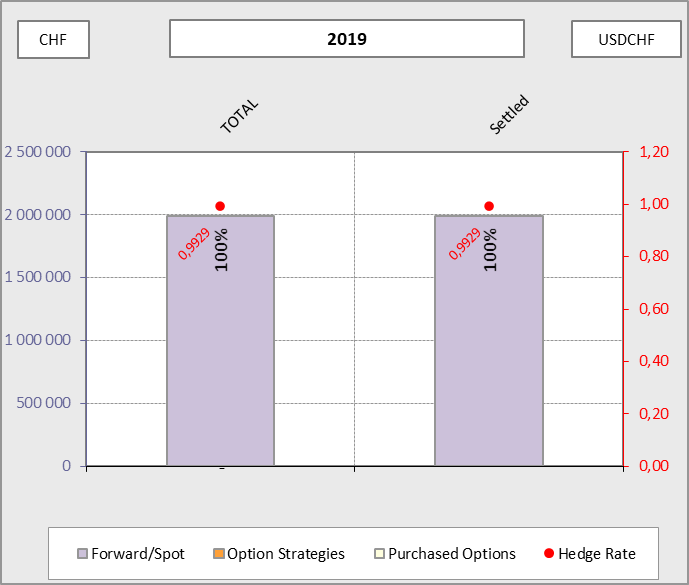 CHF
2019
USDCHF
TOTAL
Settled
2 500 000
2 000 000
1 500 000
1 000 000
500 000
0
1,20
1,00
0,80
0,60
0,40
0,20
0,00
0,9929
100%
0,9929
100%
-
Forward/Spot
Option Strategies
Purchased Options
Hedge Rate